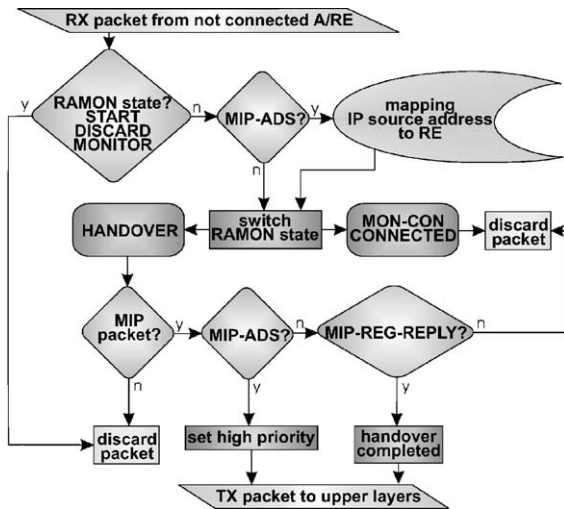 RX packet from not connected A/RE
y
RAMON state?
START
DISCARD
MONITOR
n
MIP-ADS?
y
mapping
IP source address
to RE
n
HANDOVER
switch
RAMON state
MON-CON
CONNECTED
discard
packet
MIP
packet?
y
MIP-ADS?
n
MIP-REG-REPLY?
n
n
y
y
discard
packet
set high priority
handover
completed
TX packet to upper layers